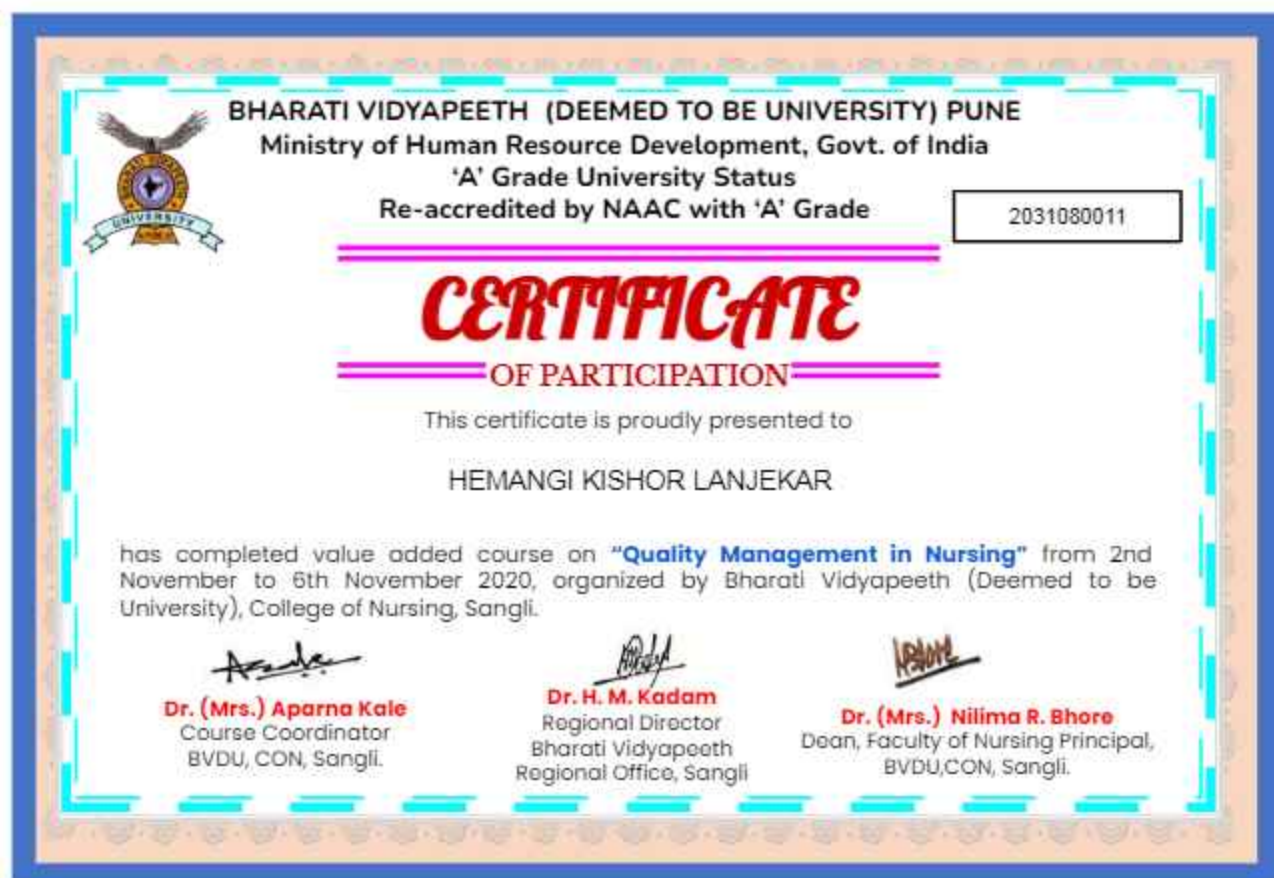 BHARATI VIDYAPEETH (DEEMED TO BE UNIVERSITY) PUNE
Ministry of Human Resource Development, Govt. of India
‘A’ Grade University Status
Re-accredited by NAAC with ‘A’ Grade
2031080011
BHARATI VIDYAPEETH
UNIVERSITY
CERTIFICATE
OF PARTICIPATION
This certificate is proudly presented to
HEMANGI KISHOR LANJEKAR
has completed value added course on “Quality Management in Nursing” from 2nd
November to 6th November 2020, organized by Bharati Vidyapeeth (Deemed to be
University), College of Nursing, Sangli.
Dr. (Mrs.) Aparna Kale
Course Coordinator
BVDU, CON, Sangli.
Dr. H. M. Kadam
Regional Director
Bharati Vidyapeeth
Regional Office, Sangli
Dr. (Mrs.) Nilima R. Bhore
Dean, Faculty of Nursing Principal,
BVDU,CON, Sangli.